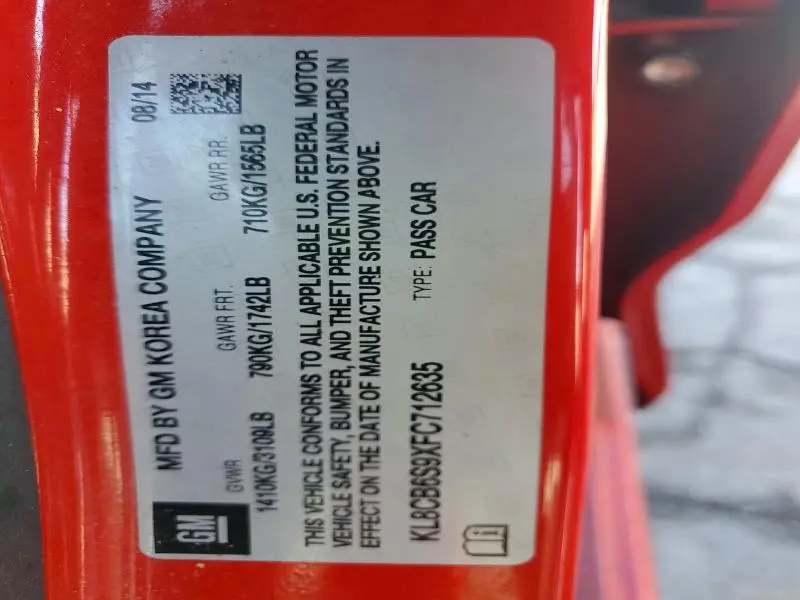 GM
MFD BY GM KOREA COMPANY 08/14
GVWR GAWR FRT. GAWR RR.
1410KG/3109LB 790KG/1742LB 710KG/1565LB
THIS VEHICLE CONFORMS TO ALL APPLICABLE U.S. FEDERAL MOTOR
VEHICLE SAFETY, BUMPER, AND THEFT PREVENTION STANDARDS IN
EFFECT ON THE DATE OF MANUFACTURE SHOWN ABOVE.
KL8CB6S9XFC712635 TYPE: PASS CAR